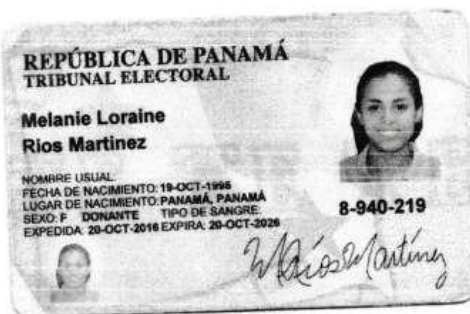 REPÚBLICA DE PANAMÁ
TRIBUNAL ELECTORAL
Melanie Loraine
Rios Martinez
NOMBRE USUAL:
FECHA DE NACIMIENTO: 19-OCT-1998
LUGAR DE NACIMIENTO: PANAMÁ, PANAMÁ
SEXO: F DONANTE TIPO DE SANGRE:
EXPEDIDA: 20-OCT-2016 EXPIRA: 20-OCT-2026
8-940-219